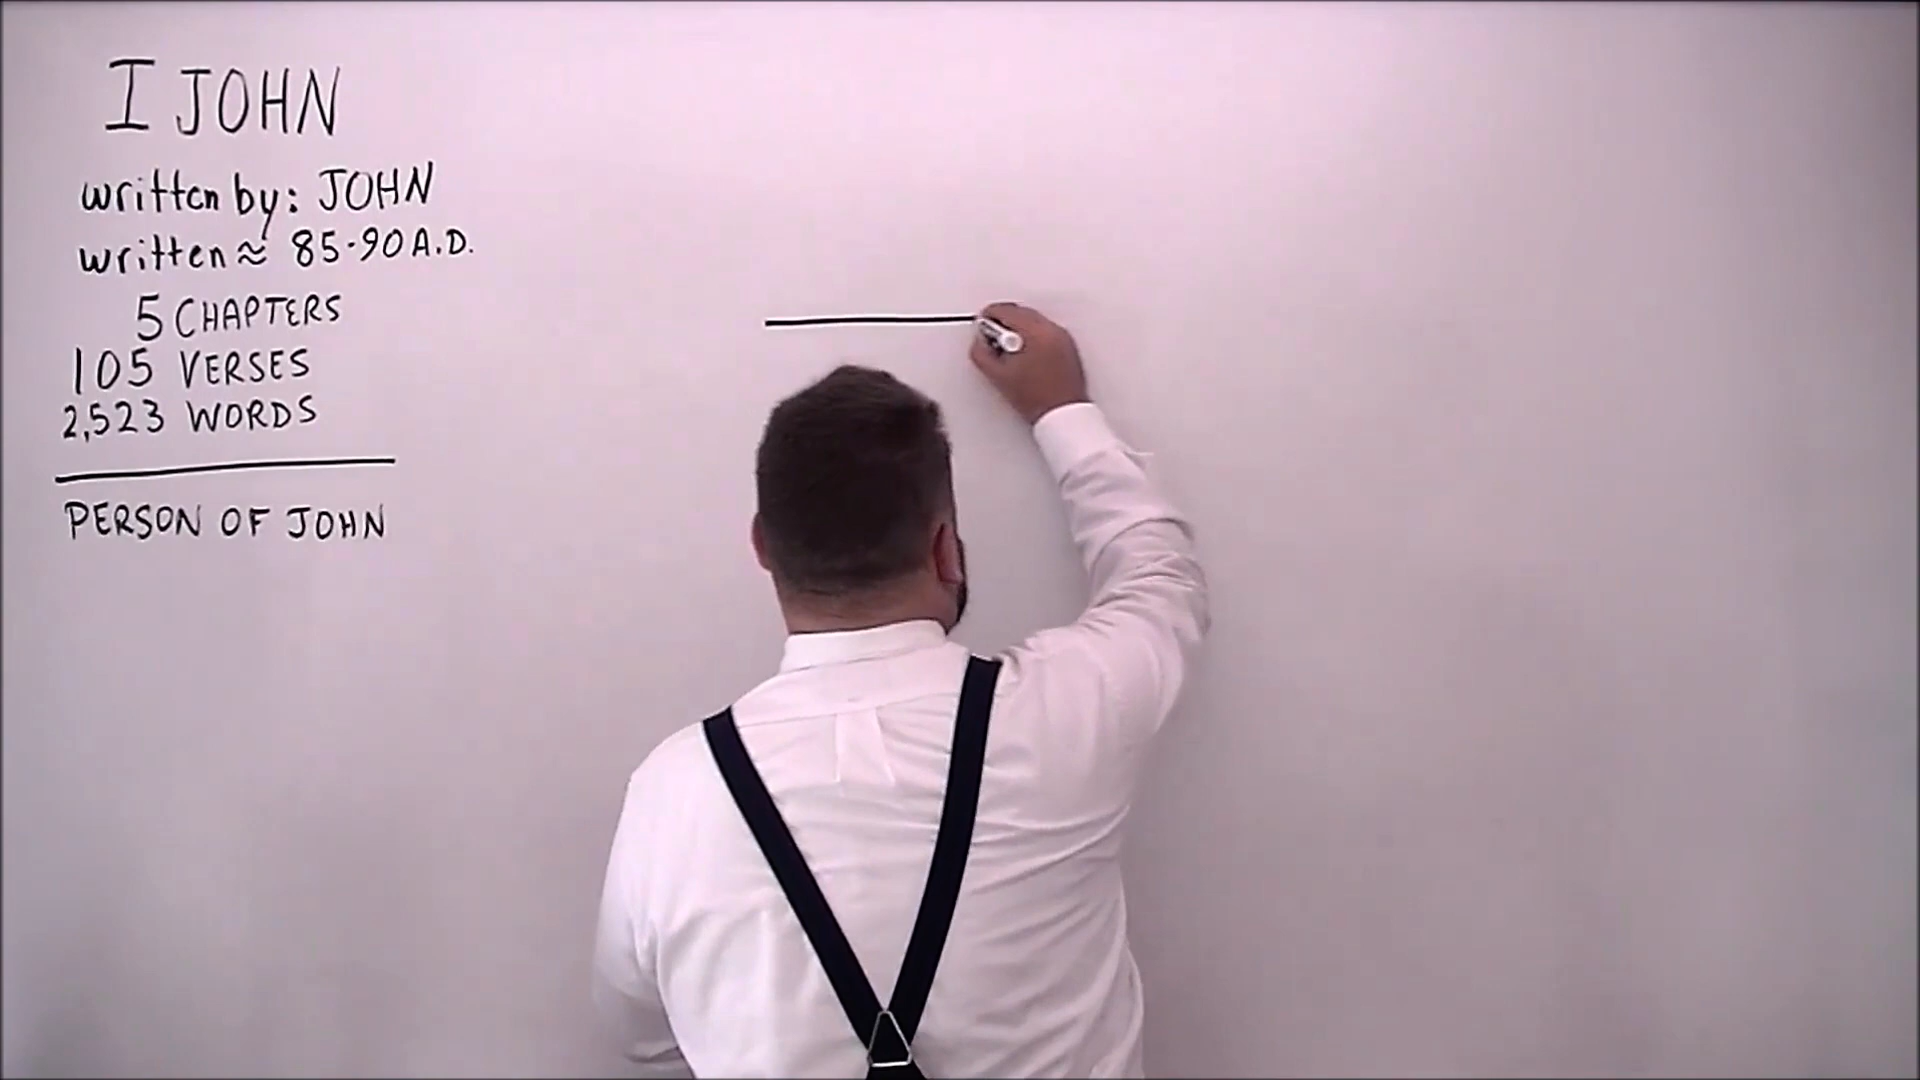 I JOHN
written by: JOHN
written ≈ 85-90 A.D.
5 CHAPTERS
105 VERSES
2,523 WORDS
PERSON OF JOHN